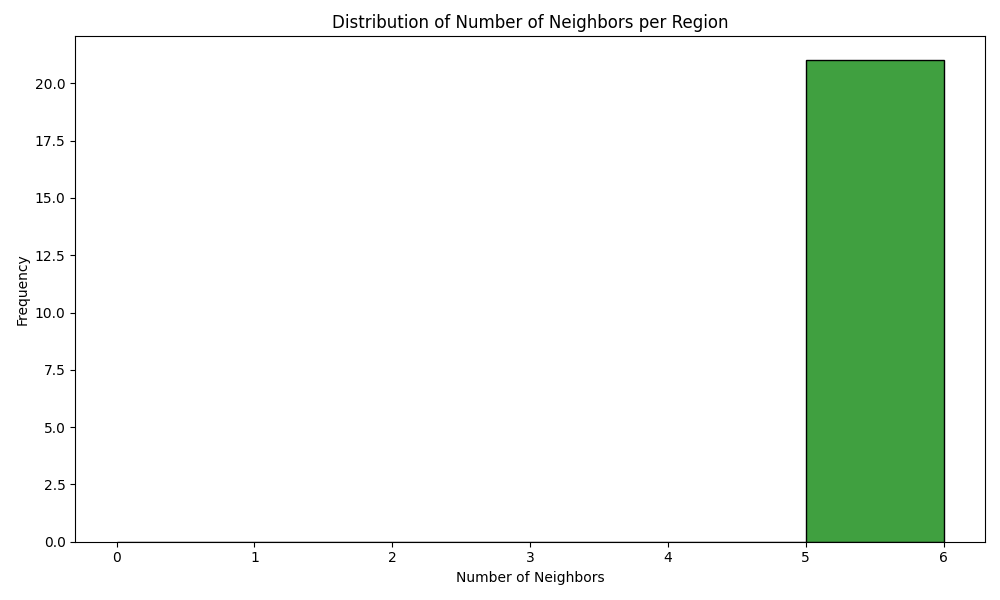 Distribution of Number of Neighbors per Region
Frequency
20.0
17.5
15.0
12.5
10.0
7.5
5.0
2.5
0.0
0 1 2 3 4 5 6
Number of Neighbors